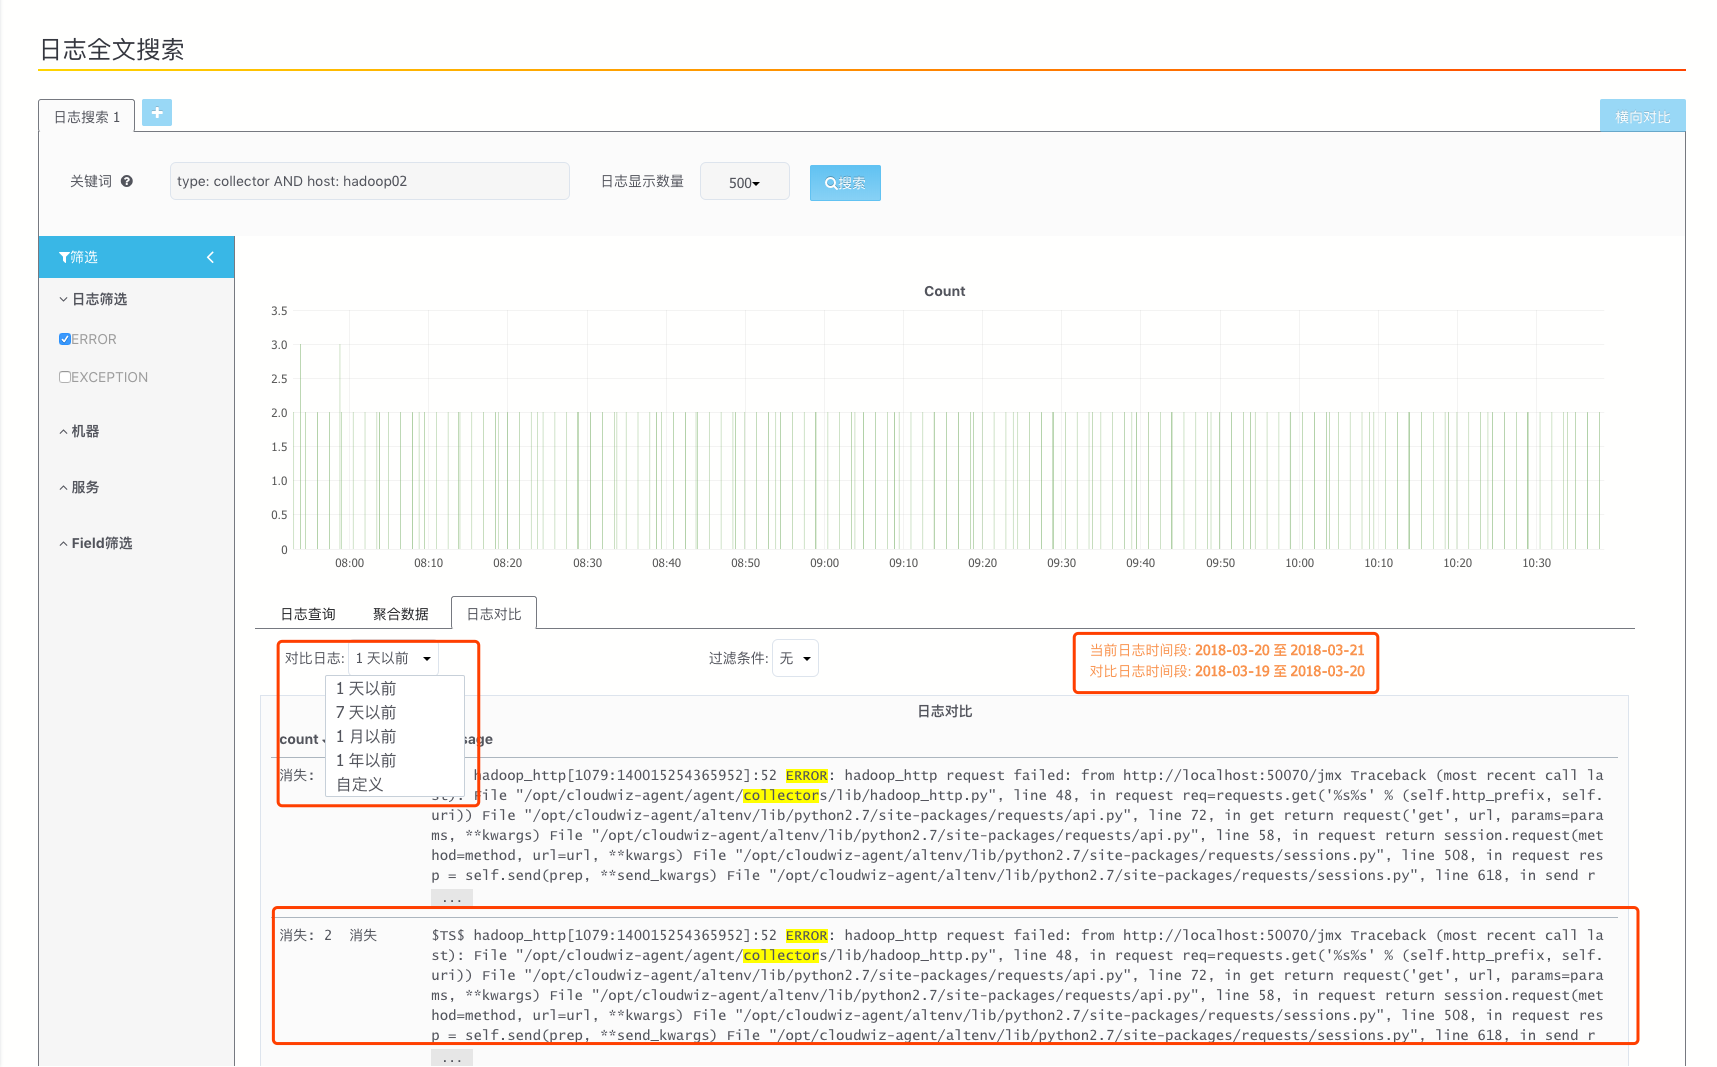 日志全文搜索
日志搜索 1
横向对比
关键词
type: collector AND host: hadoop02
日志显示数量
500
搜索
筛选
日志筛选
ERROR
EXCEPTION
机器
服务
Field筛选
Count
3.5
3.0
2.5
2.0
1.5
1.0
0.5
0
08:00 08:10 08:20 08:30 08:40 08:50 09:00 09:10 09:20 09:30 09:40 09:50 10:00 10:10 10:20 10:30
日志查询 聚合数据 日志对比
对比日志: 1 天以前
过滤条件: 无
当前日志时间段: 2018-03-20 至 2018-03-21
对比日志时间段: 2018-03-19 至 2018-03-20
1 天以前
7 天以前
1 月以前
1 年以前
自定义
日志对比
count
消失: hadoop_http[1079:140015254365952]:52 ERROR: hadoop_http request failed: from http://localhost:50070/jmx Traceback (most recent call la
st): File "/opt/cloudwiz-agent/agent/collectors/lib/hadoop_http.py", line 48, in request req=requests.get('%s%s' % (self.http_prefix, self.
uri)) File "/opt/cloudwiz-agent/altenv/lib/python2.7/site-packages/requests/api.py", line 72, in get return request('get', url, params=para
ms, **kwargs) File "/opt/cloudwiz-agent/altenv/lib/python2.7/site-packages/requests/api.py", line 58, in request return session.request(met
hod=method, url=url, **kwargs) File "/opt/cloudwiz-agent/altenv/lib/python2.7/site-packages/requests/sessions.py", line 508, in request res
p = self.send(prep, **send_kwargs) File "/opt/cloudwiz-agent/altenv/lib/python2.7/site-packages/requests/sessions.py", line 618, in send r
...
消失: 2 消失 $TS$ hadoop_http[1079:140015254365952]:52 ERROR: hadoop_http request failed: from http://localhost:50070/jmx Traceback (most recent call la
st): File "/opt/cloudwiz-agent/agent/collectors/lib/hadoop_http.py", line 48, in request req=requests.get('%s%s' % (self.http_prefix, self.
uri)) File "/opt/cloudwiz-agent/altenv/lib/python2.7/site-packages/requests/api.py", line 72, in get return request('get', url, params=para
ms, **kwargs) File "/opt/cloudwiz-agent/altenv/lib/python2.7/site-packages/requests/api.py", line 58, in request return session.request(met
hod=method, url=url, **kwargs) File "/opt/cloudwiz-agent/altenv/lib/python2.7/site-packages/requests/sessions.py", line 508, in request res
p = self.send(prep, **send_kwargs) File "/opt/cloudwiz-agent/altenv/lib/python2.7/site-packages/requests/sessions.py", line 618, in send r
...